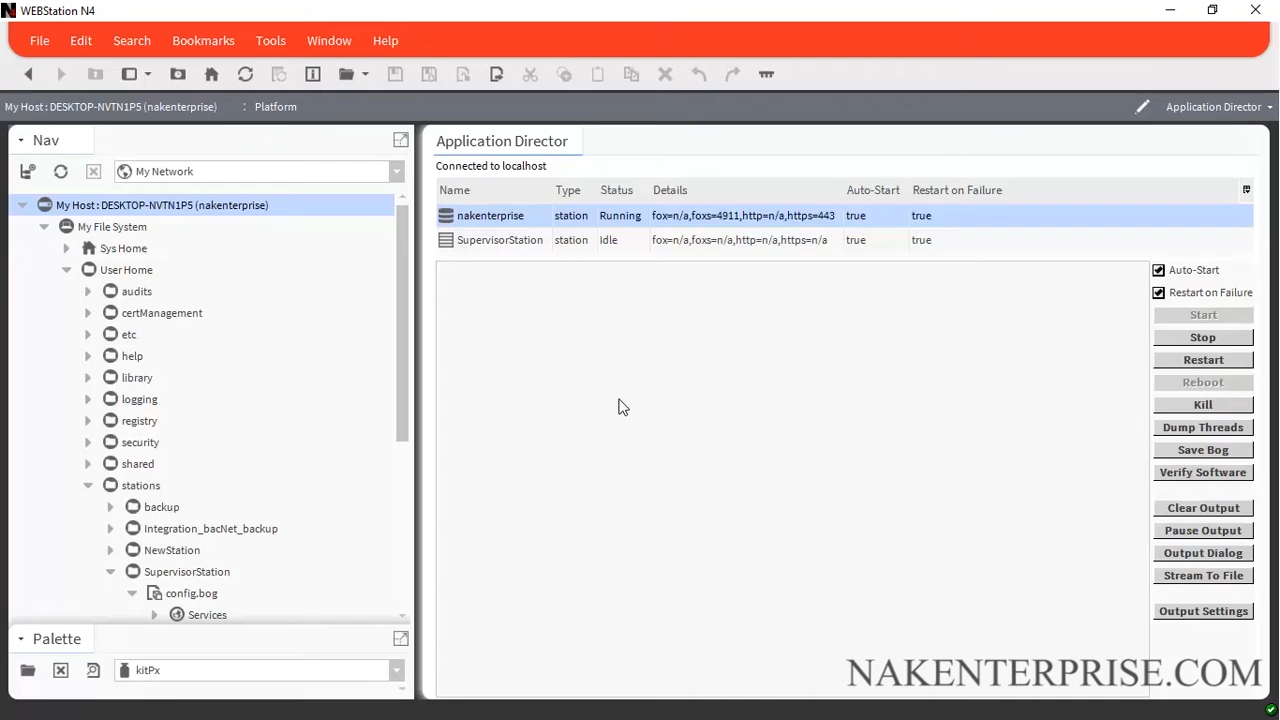 WEBStation N4
File Edit Search Bookmarks Tools Window Help
My Host : DESKTOP-NVTN1P5 (nakenterprise) : Platform
Application Director
Nav
My Network
My Host : DESKTOP-NVTN1P5 (nakenterprise)
My File System
Sys Home
User Home
audits
certManagement
etc
help
library
logging
registry
security
shared
stations
backup
Integration_bacNet_backup
NewStation
SupervisorStation
config.bog
Services
Palette
kitPx
Application Director
Connected to localhost
Name Type Status Details Auto-Start Restart on Failure
nakenterprise station Running fox=n/a,foxs=4911,http=n/a,https=443 true true
SupervisorStation station Idle fox=n/a,foxs=n/a,http=n/a,https=n/a true true
Auto-Start
Restart on Failure
Start
Stop
Restart
Reboot
Kill
Dump Threads
Save Bog
Verify Software
Clear Output
Pause Output
Output Dialog
Stream To File
Output Settings
NAKENTERPRISE.COM